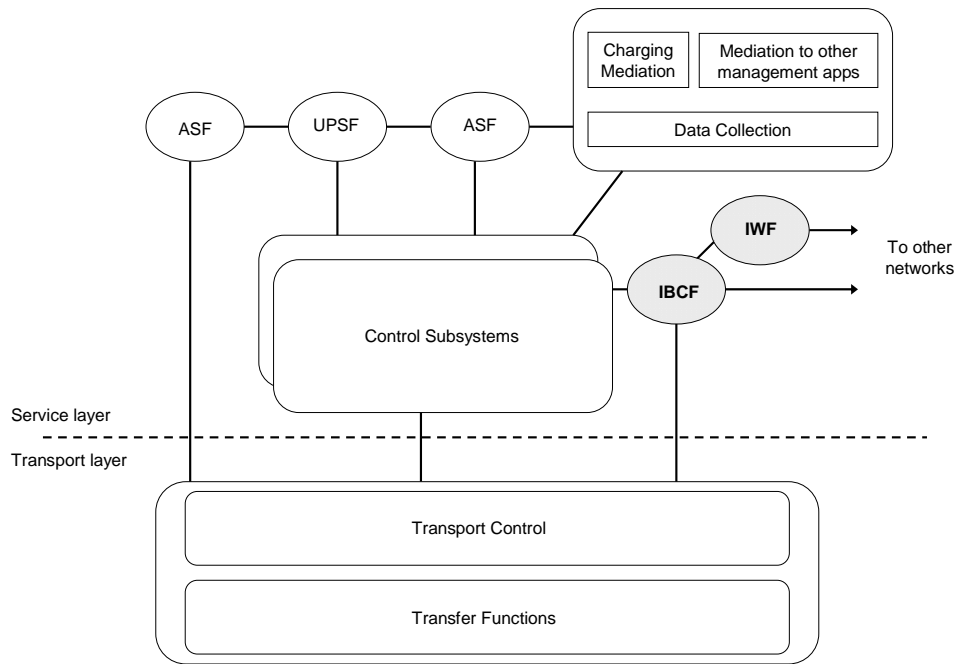 Charging
Mediation
Mediation to other
management apps
ASF
UPSF
ASF
Data Collection
IWF
To other
networks
IBCF
Control Subsystems
Service layer
Transport layer
Transport Control
Transfer Functions